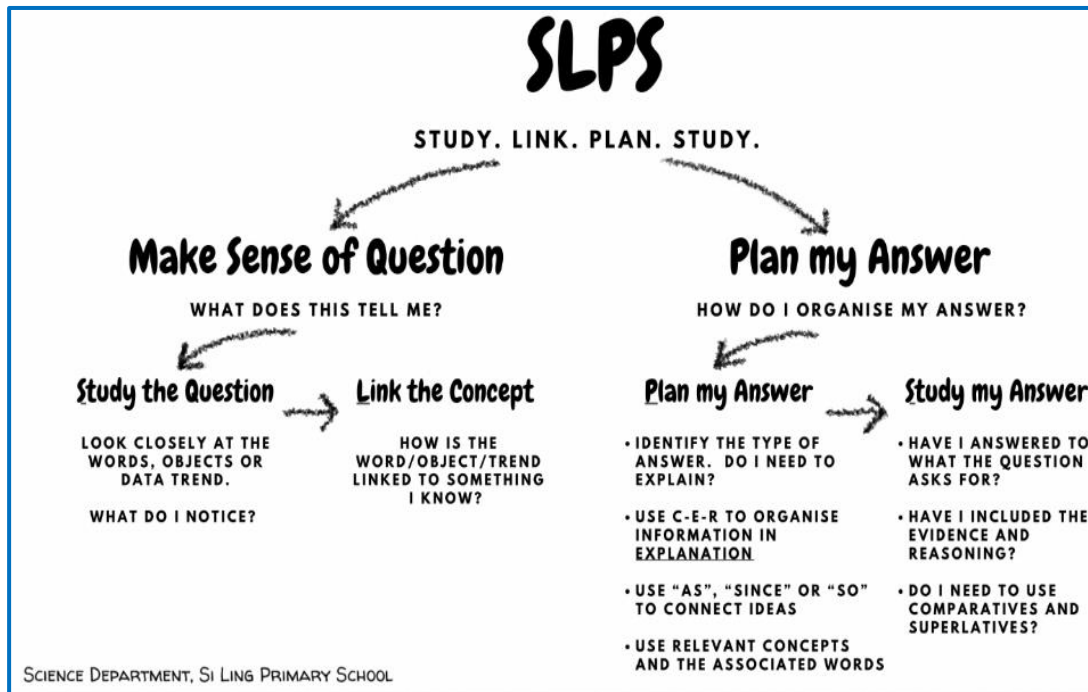 SLPS
STUDY. LINK. PLAN. STUDY.
Make Sense of Question
WHAT DOES THIS TELL ME?
Study the Question
LOOK CLOSELY AT THE
WORDS, OBJECTS OR
DATA TREND.
WHAT DO I NOTICE?
Link the Concept
HOW IS THE
WORD/OBJECT/TREND
LINKED TO SOMETHING
I KNOW?
Plan my Answer
HOW DO I ORGANISE MY ANSWER?
Plan my Answer
• IDENTIFY THE TYPE OF
ANSWER. DO I NEED TO
EXPLAIN?
• USE C-E-R TO ORGANISE
INFORMATION IN
EXPLANATION
• USE “AS”, “SINCE” OR “SO”
TO CONNECT IDEAS
• USE RELEVANT CONCEPTS
AND THE ASSOCIATED WORDS
Study my Answer
• HAVE I ANSWERED TO
WHAT THE QUESTION
ASKS FOR?
• HAVE I INCLUDED THE
EVIDENCE AND
REASONING?
• DO I NEED TO USE
COMPARATIVES AND
SUPERLATIVES?
SCIENCE DEPARTMENT, SI LING PRIMARY SCHOOL